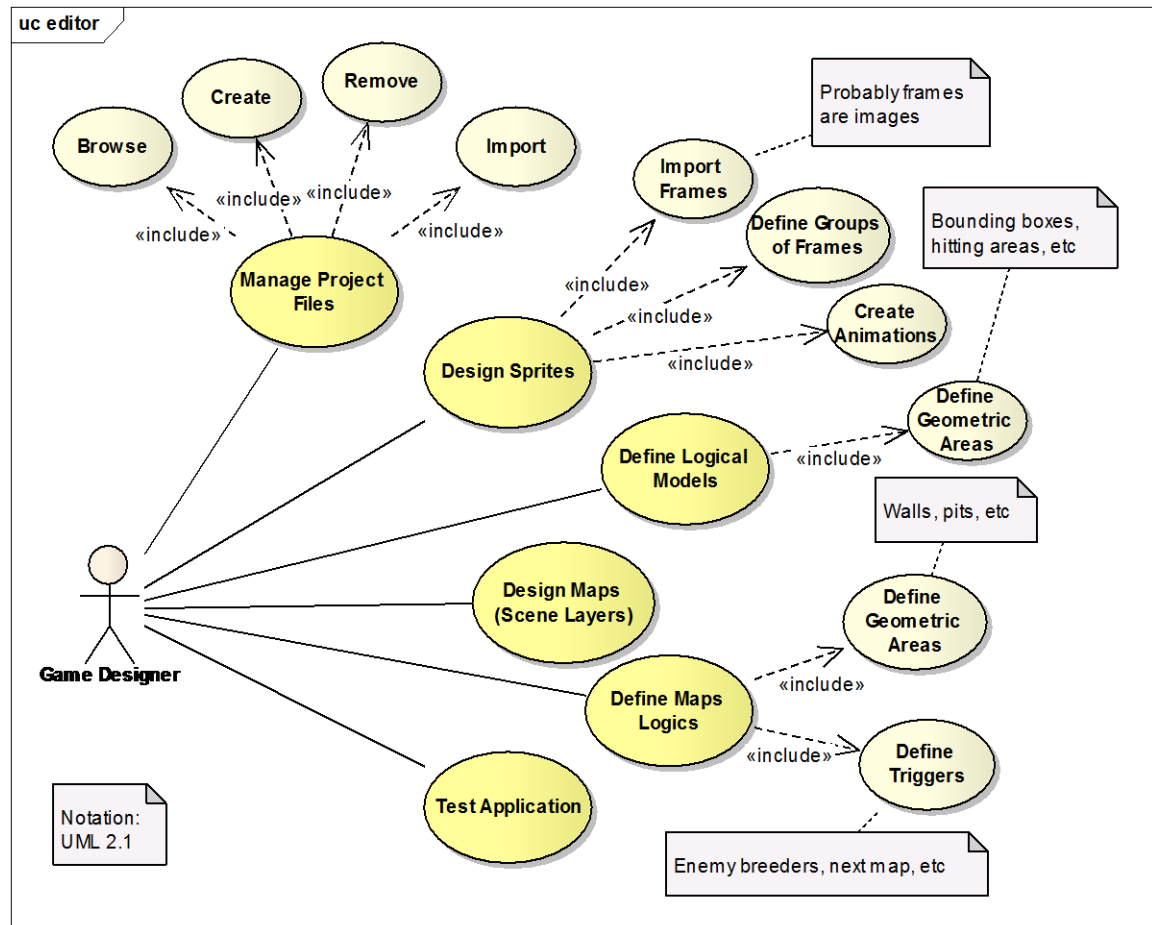 uc editor
Remove
Create
Browse
Import
«include»
«include»
«include»
«include»
Manage Project
Files
Probably frames
are images
Import
Frames
Define Groups
of Frames
Bounding boxes,
hitting areas, etc
«include»
«include»
«include»
Create
Animations
Design Sprites
Define
Geometric
Areas
«include»
Define Logical
Models
Walls, pits, etc
Design Maps
(Scene Layers)
Define
Geometric
Areas
Game Designer
«include»
Define Maps
Logics
«include»
Define
Triggers
Test Application
Notation:
UML 2.1
Enemy breeders, next map, etc